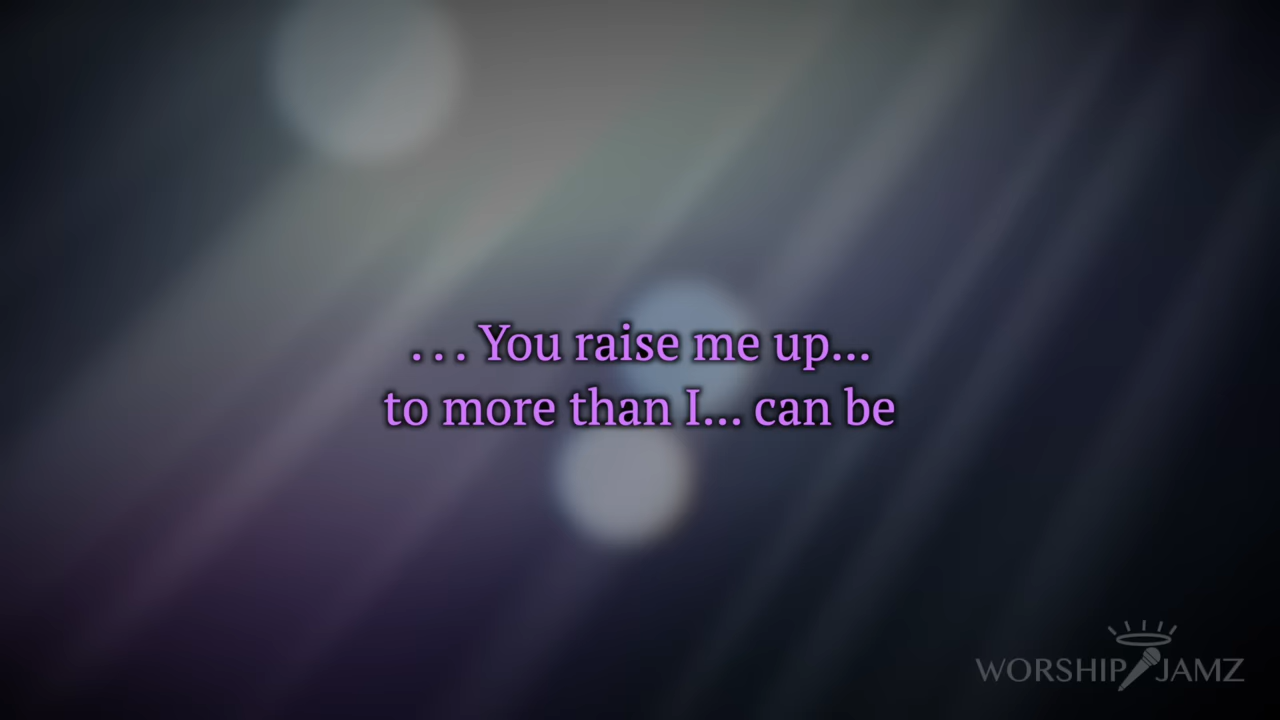 . . . You raise me up...
to more than I... can be
WORSHIP JAMZ